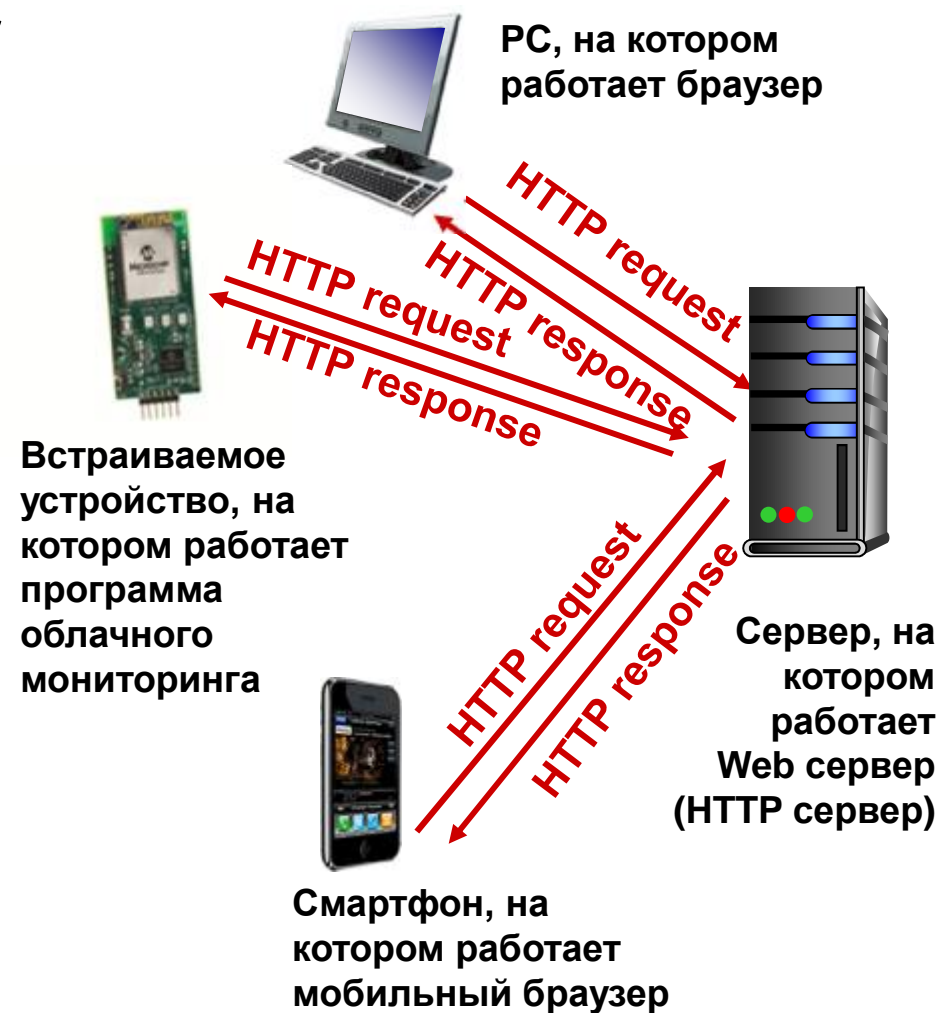 PC, на котором
работает браузер
HTTP request
HTTP response
HTTP request
HTTP response
MICROCHIP
Встраиваемое
устройство, на
котором работает
программа
облачного
мониторинга
HTTP request
HTTP response
Сервер, на
котором
работает
Web сервер
(HTTP сервер)
Смартфон, на
котором работает
мобильный браузер